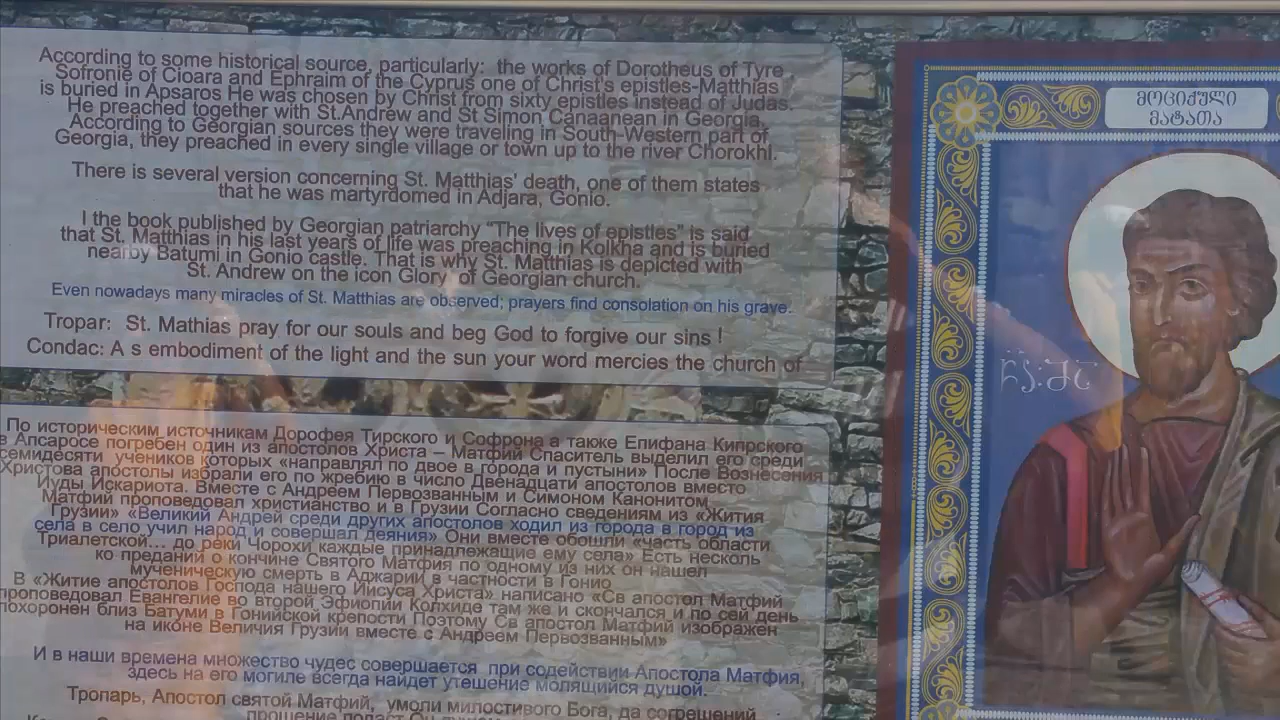 According to some historical source, particularly: the works of Dorotheus of Tyre
Sofronie of Cioara and Ephraim of the Cyprus one of Christ's epistles-Matthias
is buried in Apsaros He was chosen by Christ from sixty epistles instead of Judas.
He preached together with St.Andrew and St Simon Canaanean in Georgia.
According to Georgian sources they were traveling in South-Western part of
Georgia, they preached in every single village or town up to the river Chorokhi.
There is several version concerning St. Matthias' death, one of them states
that he was martyrdomed in Adjara, Gonio.
I the book published by Georgian patriarchy "The lives of epistles" is said
that St. Matthias in his last years of life was preaching in Kolkha and is buried
nearby Batumi in Gonio castle. That is why St. Matthias is depicted with
St. Andrew on the icon Glory of Georgian church.
Even nowadays many miracles of St. Matthias are observed; prayers find consolation on his grave.
Tropar: St. Mathias pray for our souls and beg God to forgive our sins !
Condac: A s embodiment of the light and the sun your word mercies the church of
По историческим источникам Дорофея Тирского и Софрона а также Епифана Кипрского
в Апсаросе погребен один из апостолов Христа – Матфий Спаситель выделил его среди
семидесяти учеников которых «направлял по двое в города и пустыни» После Вознесения
Христова апостолы избрали его по жребию в число Двенадцати апостолов вместо
Иуды Искариота. Вместе с Андреем Первозванным и Симоном Канонитом
Матфий проповедовал христианство и в Грузии Согласно сведениям из «Жития
Грузии» «Великий Андрей среди других апостолов ходил из города в город из
села в село учил народ и совершал деяния» Они вместе обошли «часть области
Триалетской... до реки Чорохи каждые принадлежащие ему села» Есть несколь
ко преданий о кончине Святого Матфия по одному из них он нашел
мученическую смерть в Аджарии в частности в Гонио
В «Житие апостолов Господа нашего Иисуса Христа» написано «Св апостол Матфий
проповедовал Евангелие во второй Эфиопии Колхиде там же и скончался и по сей день
похоронен близ Батуми в Гонийской крепости Поэтому Св апостол Матфий изображен
на иконе Величия Грузии вместе с Андреем Первозванным»
И в наши времена множество чудес совершается при содействии Апостола Матфия,
здесь на его могиле всегда найдет утешение молящийся душой.
Тропарь, Апостол святой Матфий, умоли милостивого Бога, да согрешений
прощение подаст
მოციქული
მატათა